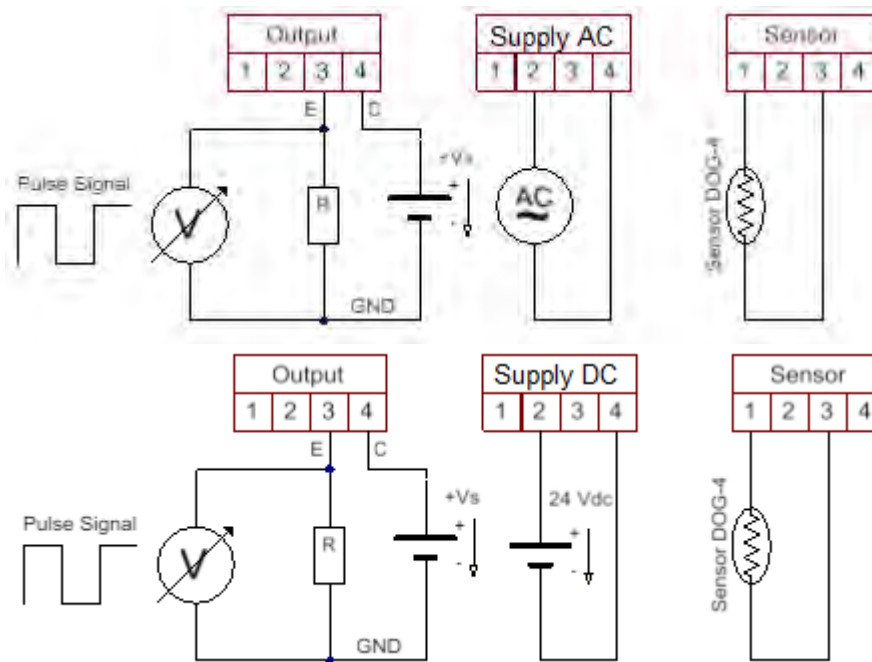 Output Supply AC Sensor
1 2 3 4 1 2 3 4 1 2 3 4
E C
Pulse Signal
V
R
+Vs
+
-
AC
Sensor DOG-4
GND
Output Supply DC Sensor
1 2 3 4 1 2 3 4 1 2 3 4
E C
Pulse Signal
V
R
+Vs
+
-
24 Vdc
+
-
Sensor DOG-4
GND